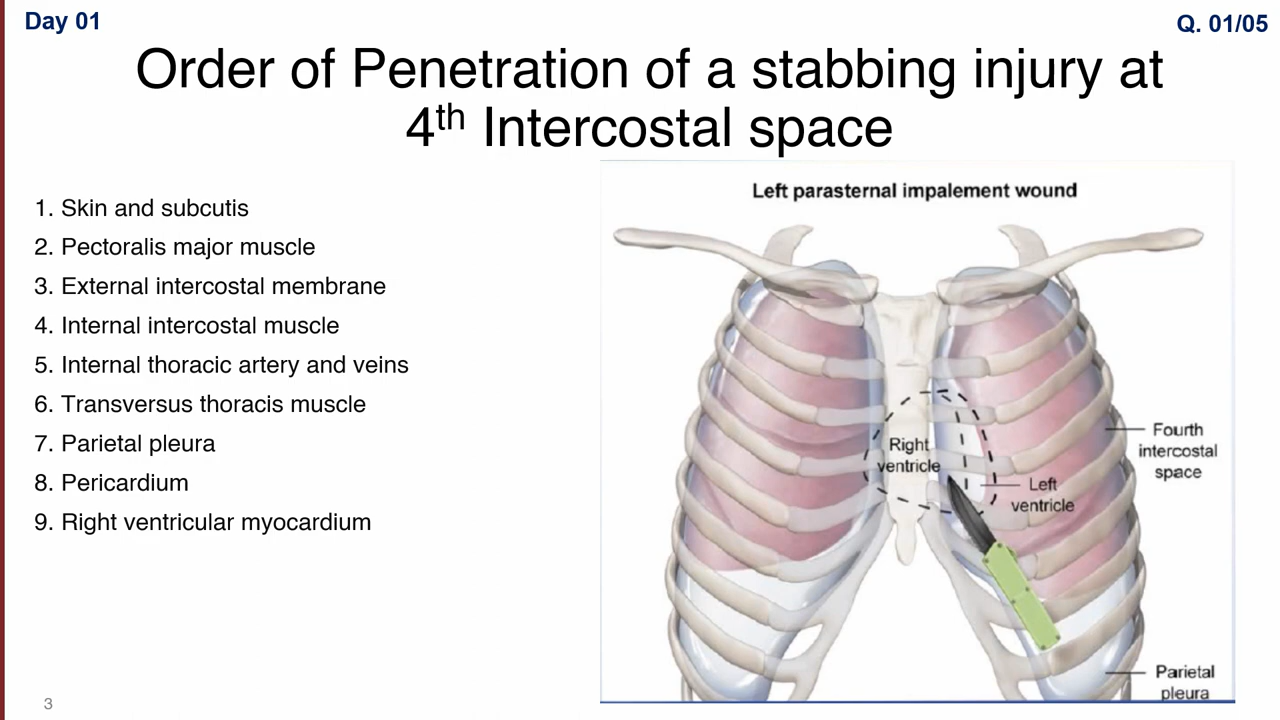 Day 01
Q. 01/05
Order of Penetration of a stabbing injury at
4th Intercostal space
1. Skin and subcutis
2. Pectoralis major muscle
3. External intercostal membrane
4. Internal intercostal muscle
5. Internal thoracic artery and veins
6. Transversus thoracis muscle
7. Parietal pleura
8. Pericardium
9. Right ventricular myocardium
Left parasternal impalement wound
Right
ventricle
Fourth
intercostal
space
Left
ventricle
Parietal
pleura
3